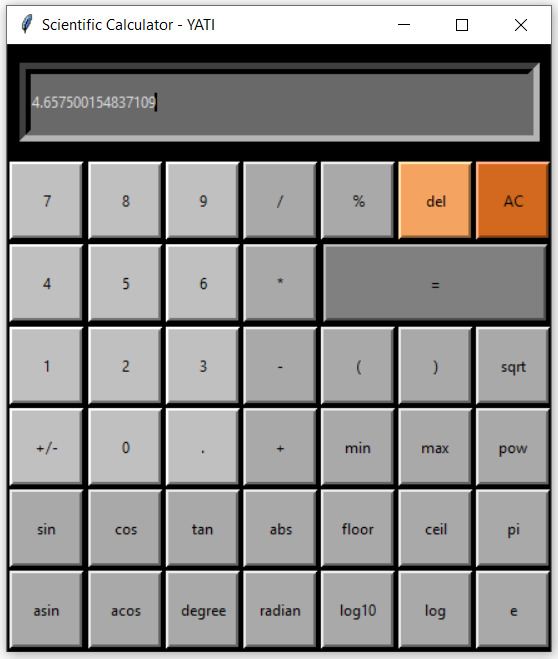 Scientific Calculator - YATI
4.657500154837109
7 8 9 / % del AC
4 5 6 * =
1 2 3 - ( ) sqrt
+/- 0 . + min max pow
sin cos tan abs floor ceil pi
asin acos degree radian log10 log e